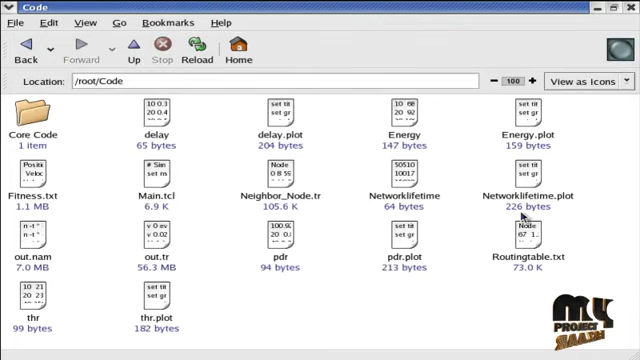 Code
File Edit View Go Bookmarks Help
Back Forward Up Stop Reload Home
Location: /root/Code 100 View as Icons
Core Code delay delay.plot Energy Energy.plot
1 item 65 bytes 204 bytes 147 bytes 159 bytes
Fitness.txt Main.tcl Neighbor_Node.tr Networklifetime Networklifetime.plot
1.1 MB 6.9 K 105.6 K 64 bytes 226 bytes
out.nam out.tr pdr pdr.plot Routingtable.txt
7.0 MB 56.3 MB 94 bytes 213 bytes 73.0 K
thr thr.plot
99 bytes 182 bytes
MY
PROJECT